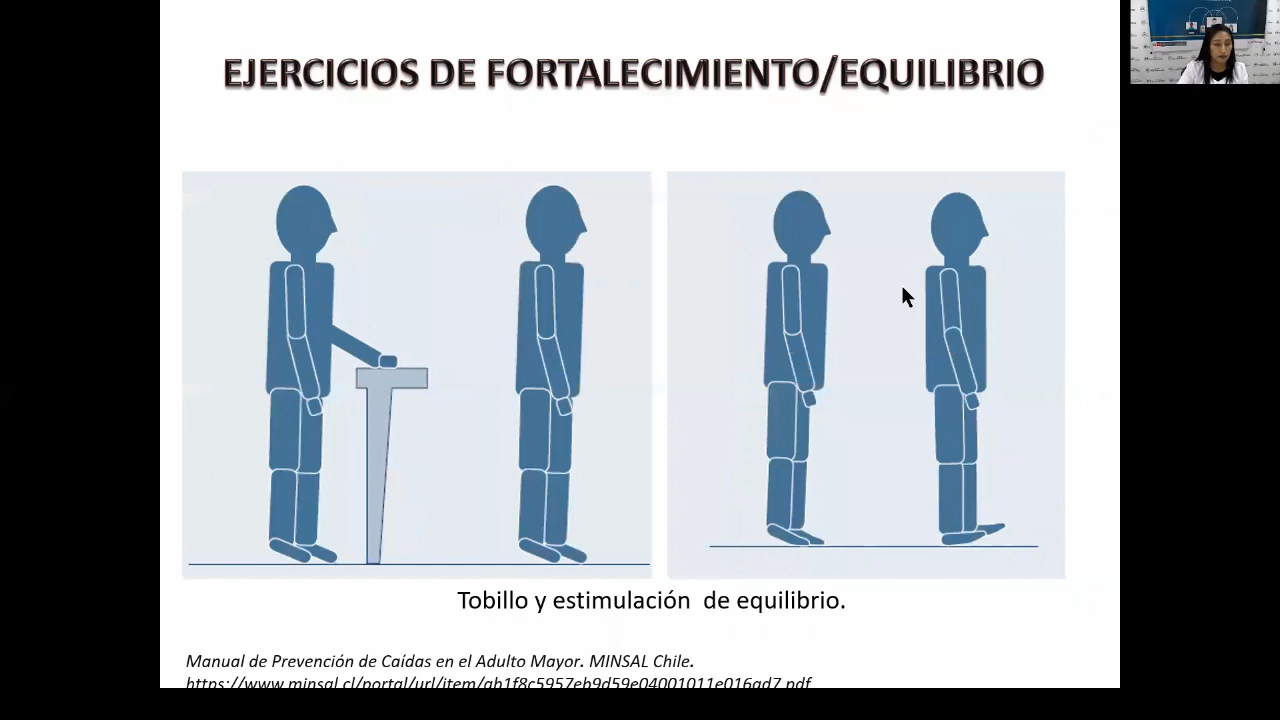 EJERCICIOS DE FORTALECIMIENTO/EQUILIBRIO
Tobillo y estimulación de equilibrio.
Manual de Prevención de Caídas en el Adulto Mayor. MINSAL Chile.
https://www.minsal.cl/portal/url/item/ab1f8c5957eb9d59e04001011e016ad7.pdf